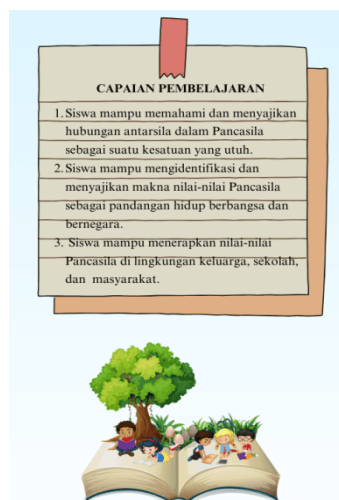 CAPAIAN PEMBELAJARAN
1. Siswa mampu memahami dan menyajikan
hubungan antarsila dalam Pancasila
sebagai suatu kesatuan yang utuh.
2. Siswa mampu mengidentifikasi dan
menyajikan makna nilai-nilai Pancasila
sebagai pandangan hidup berbangsa dan
bernegara.
3. Siswa mampu menerapkan nilai-nilai
Pancasila di lingkungan keluarga, sekolah,
dan masyarakat.